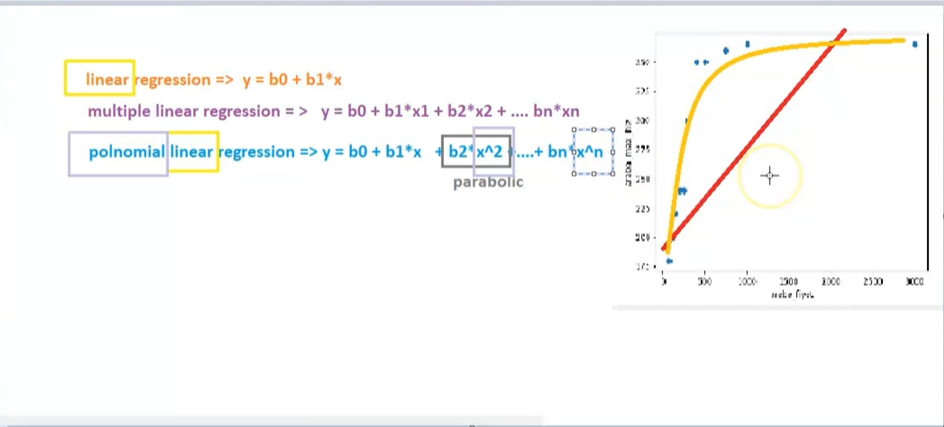 linear regression => y = b0 + b1*x
multiple linear regression = > y = b0 + b1*x1 + b2*x2 + .... bn*xn
polnomial linear regression => y = b0 + b1*x + b2* x^2 +....+ bn* x^n
parabolic
350
325
300
275
250
225
200
175
0 500 1000 1500 2000 2500 3000